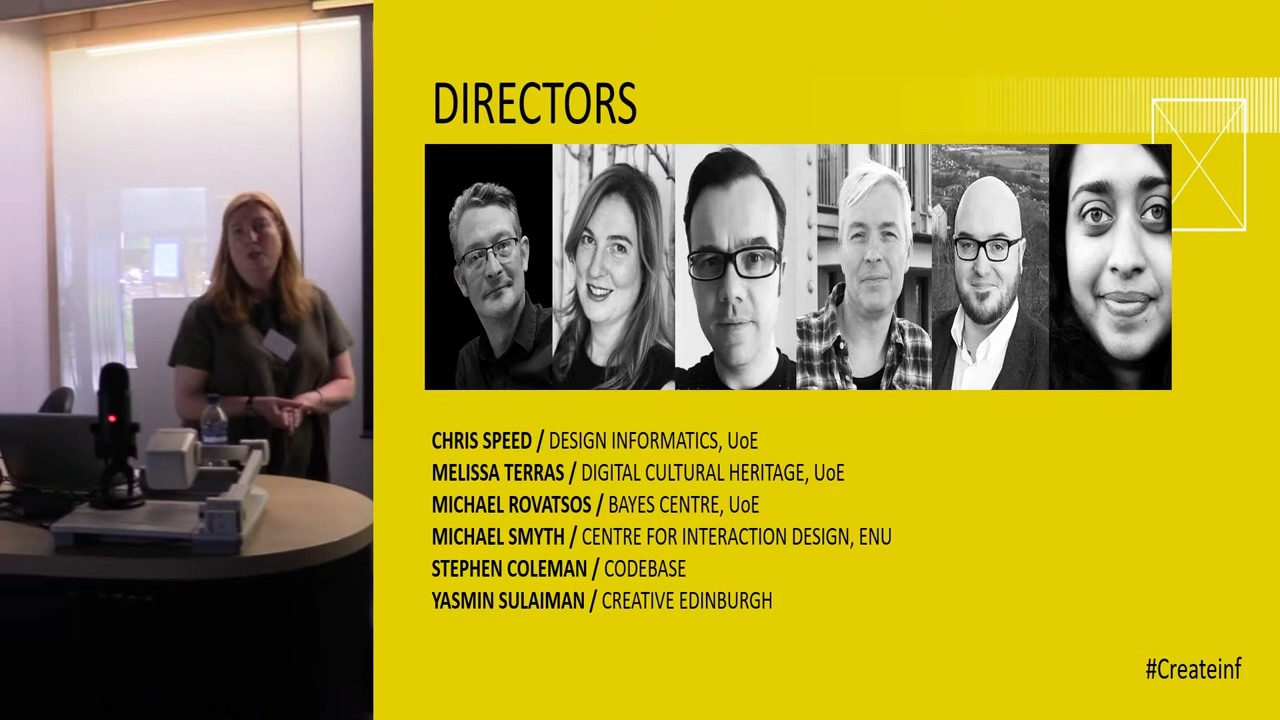 DIRECTORS
CHRIS SPEED / DESIGN INFORMATICS, UoE
MELISSA TERRAS / DIGITAL CULTURAL HERITAGE, UoE
MICHAEL ROVATSOS / BAYES CENTRE, UoE
MICHAEL SMYTH / CENTRE FOR INTERACTION DESIGN, ENU
STEPHEN COLEMAN / CODEBASE
YASMIN SULAIMAN / CREATIVE EDINBURGH
#Createinf